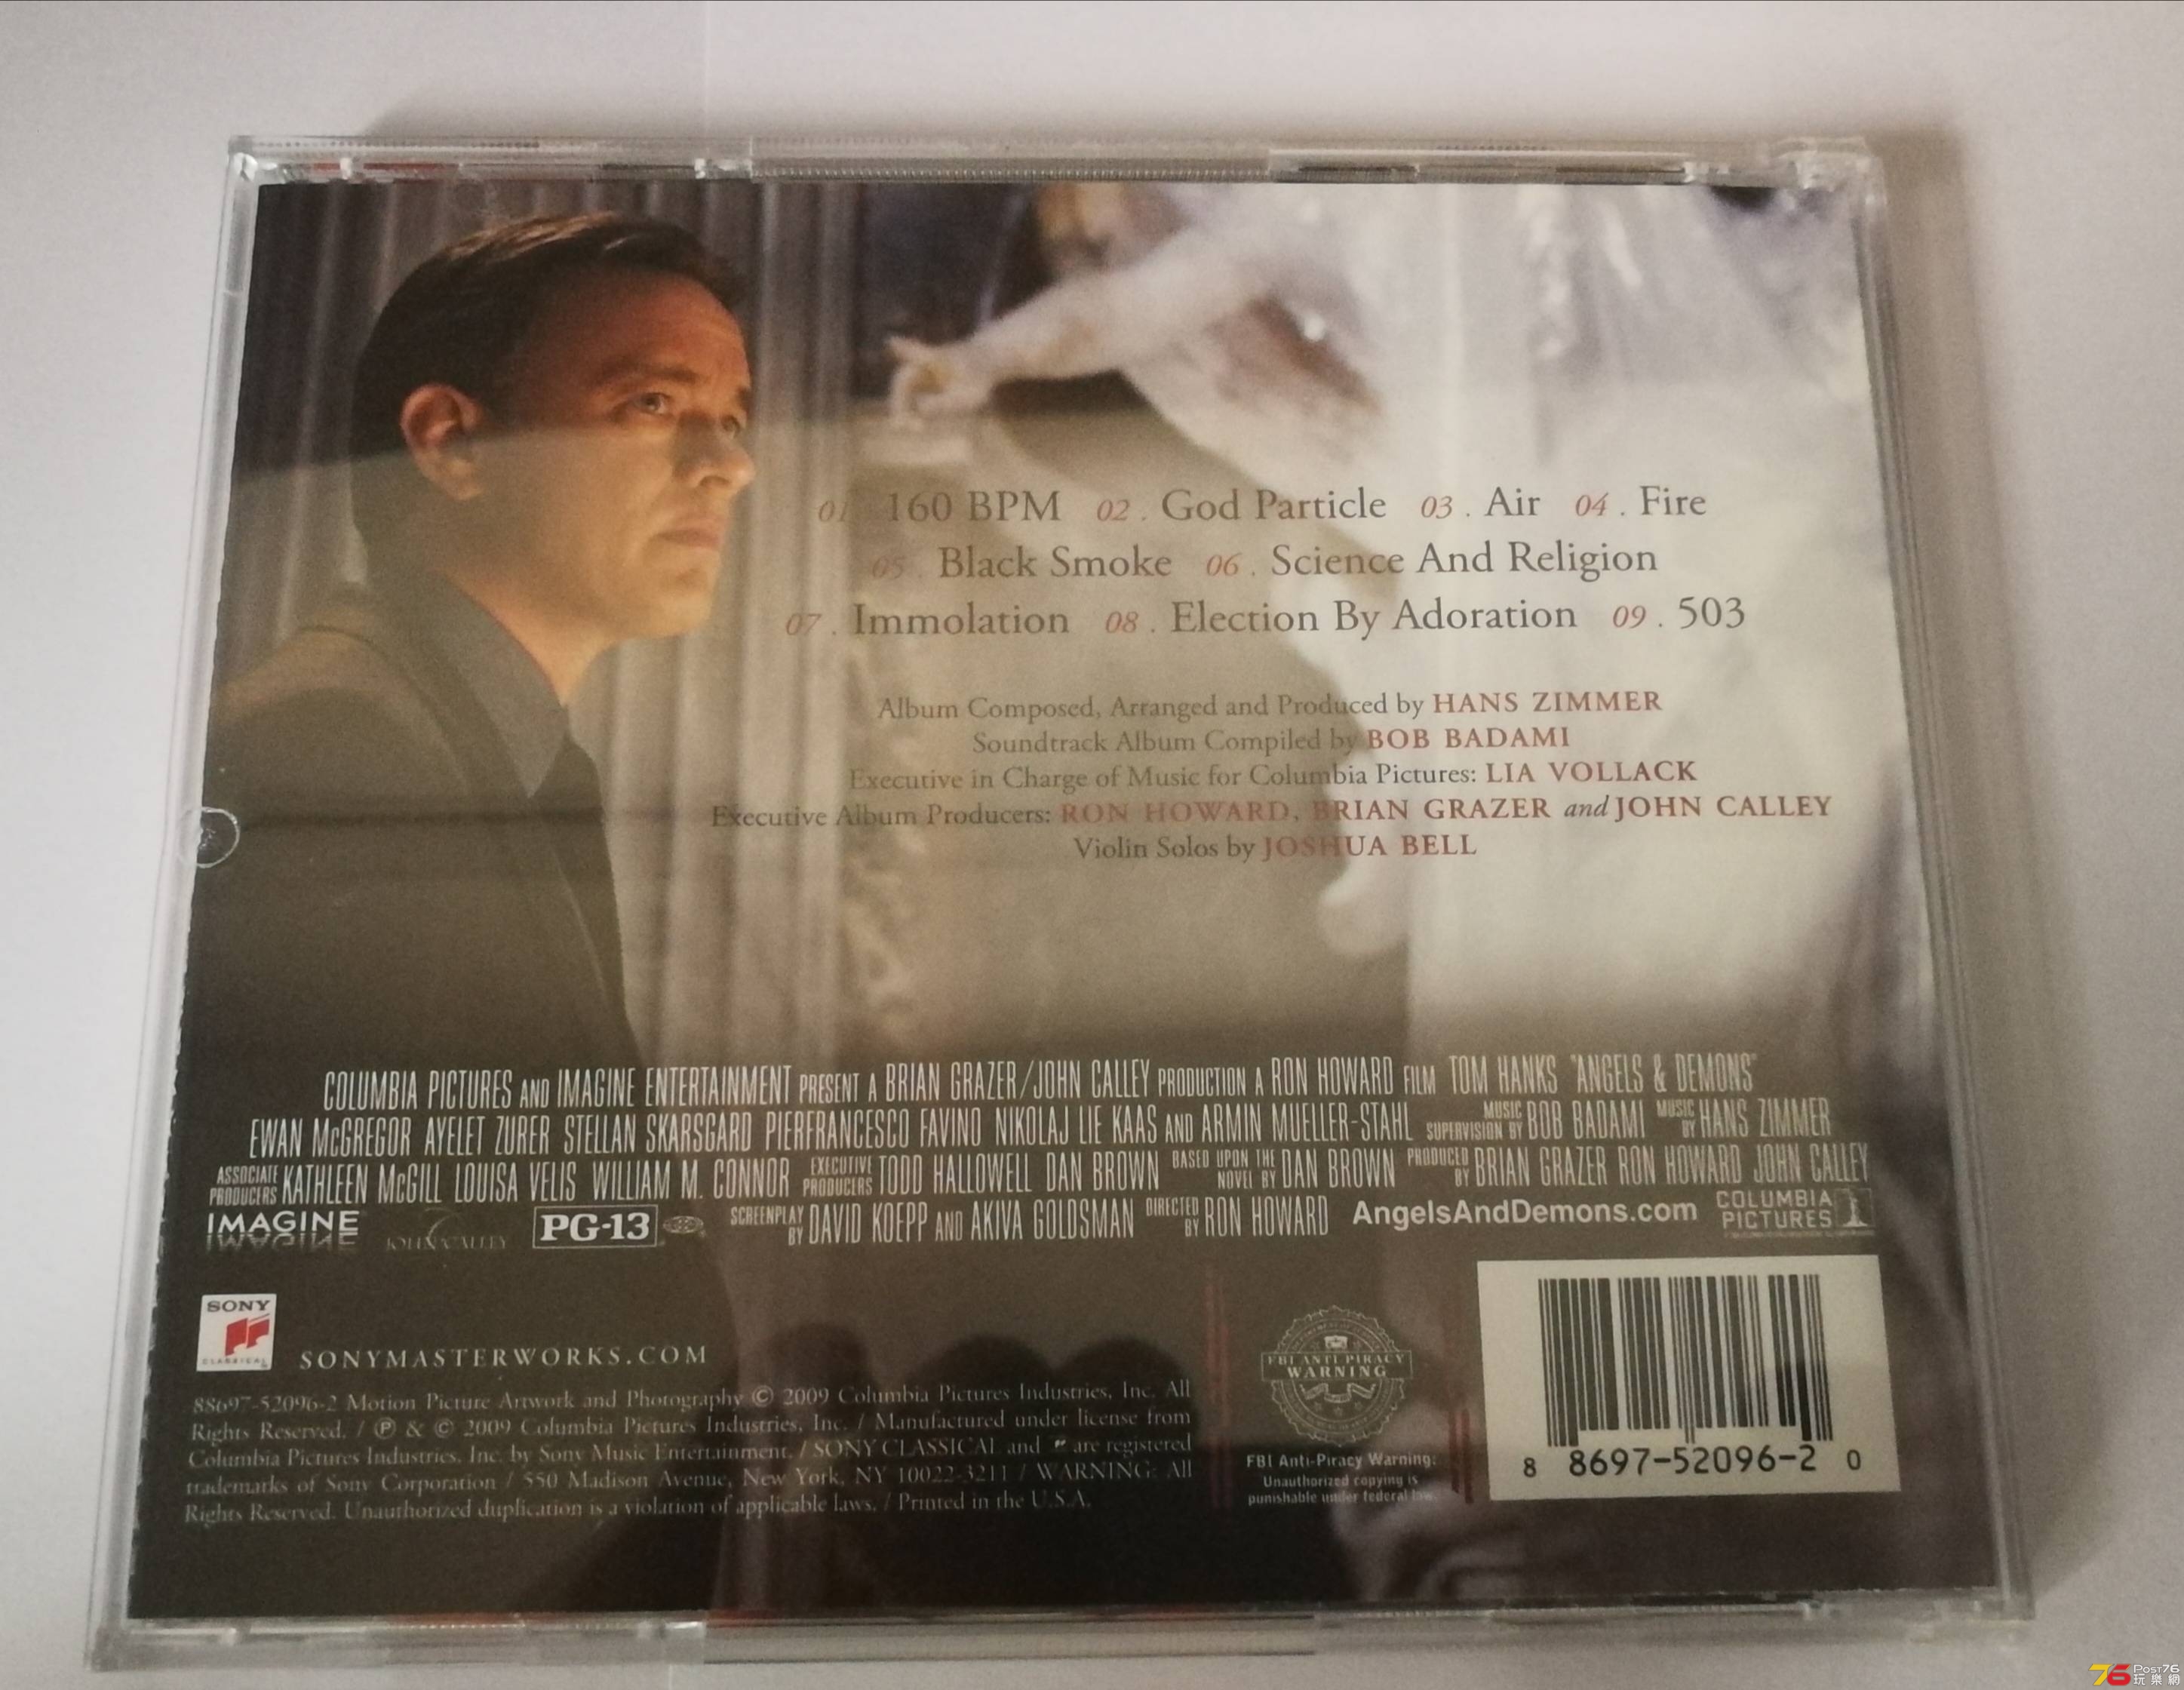 01 160 BPM 02 . God Particle 03 . Air 04 . Fire
05 . Black Smoke 06 . Science And Religion
07 . Immolation 08 . Election By Adoration 09 . 503
Album Composed, Arranged and Produced by HANS ZIMMER
Soundtrack Album Compiled by BOB BADAMI
Executive in Charge of Music for Columbia Pictures: LIA VOLLACK
Executive Album Producers: RON HOWARD, BRIAN GRAZER and JOHN CALLEY
Violin Solos by JOSHUA BELL
COLUMBIA PICTURES AND IMAGINE ENTERTAINMENT PRESENT A BRIAN GRAZER/JOHN CALLEY PRODUCTION A RON HOWARD FILM TOM HANKS "ANGELS & DEMONS"
EWAN McGREGOR AYELET ZURER STELLAN SKARSGARD PIERFRANCESCO FAVINO NIKOLAJ LIE KAAS AND ARMIN MUELLER-STAHL MUSIC SUPERVISION BY BOB BADAMI MUSIC BY HANS ZIMMER
ASSOCIATE PRODUCERS KATHLEEN McGILL LOUISA VELIS WILLIAM M. CONNOR EXECUTIVE PRODUCERS TODD HALLOWELL DAN BROWN BASED UPON THE NOVEL BY DAN BROWN PRODUCED BY BRIAN GRAZER RON HOWARD JOHN CALLEY
IMAGINE JOHN CALLEY PG-13 SCREENPLAY BY DAVID KOEPP AND AKIVA GOLDSMAN DIRECTED BY RON HOWARD AngelsAndDemons.com COLUMBIA PICTURES
SONY
CLASSICAL
SONYMASTERWORKS.COM
88697-52096-2 Motion Picture Artwork and Photography © 2009 Columbia Pictures Industries, Inc. All
Rights Reserved. / ℗ & © 2009 Columbia Pictures Industries, Inc. / Manufactured under license from
Columbia Pictures Industries, Inc. by Sony Music Entertainment. / SONY CLASSICAL and are registered
trademarks of Sony Corporation / 550 Madison Avenue, New York, NY 10022-3211 / WARNING: All
Rights Reserved. Unauthorized duplication is a violation of applicable laws. / Printed in the U.S.A.
FBI ANTI-PIRACY
WARNING
FBI Anti-Piracy Warning:
Unauthorized copying is
punishable under federal law.
8 8697-52096-2 0
76 Post76
玩樂網